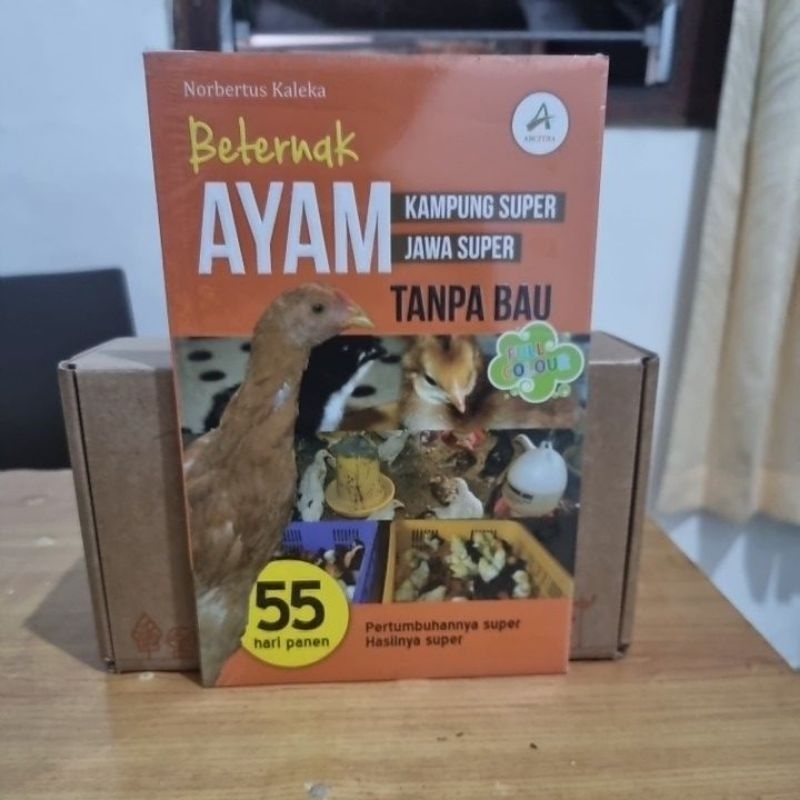 Norbertus Kaleka
ARCITRA
Beternak
AYAM
KAMPUNG SUPER
JAWA SUPER
TANPA BAU
FULL
COLOUR
55
hari panen
Pertumbuhannya super
Hasilnya super